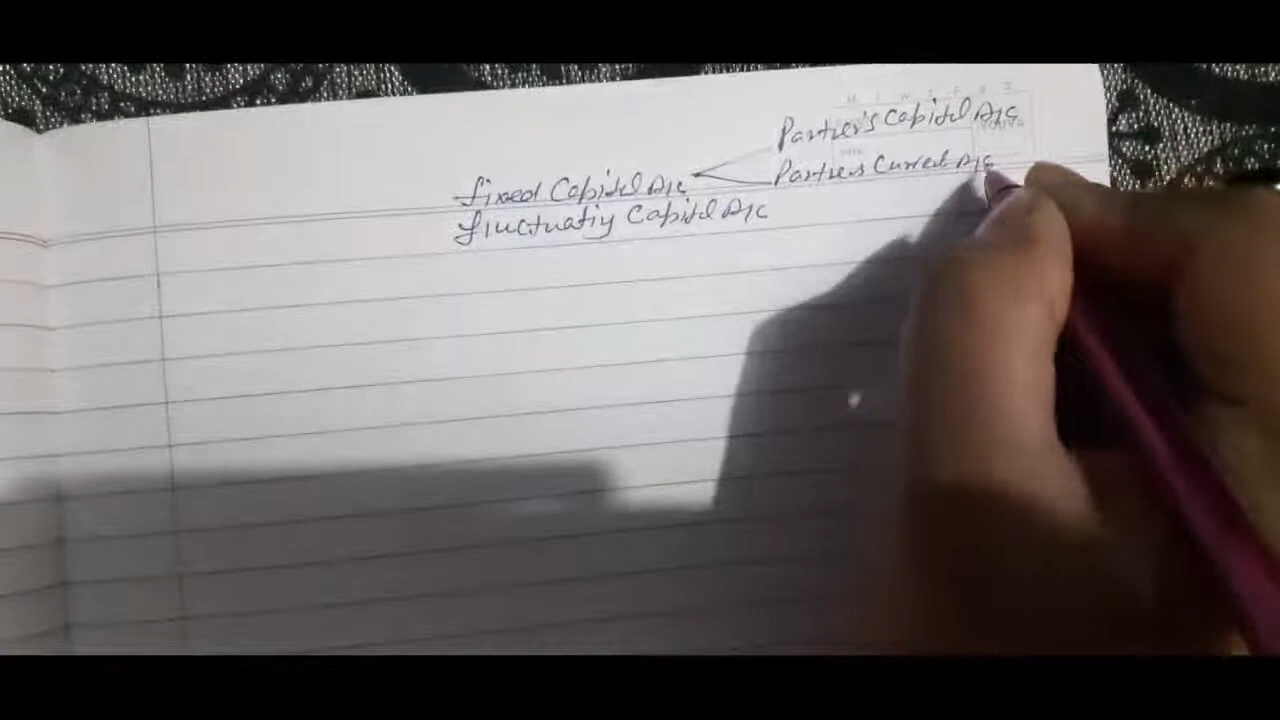 Partner's Capital A/c
Partners Current A/c
fixed Capital A/c
fluctuating Capital A/c